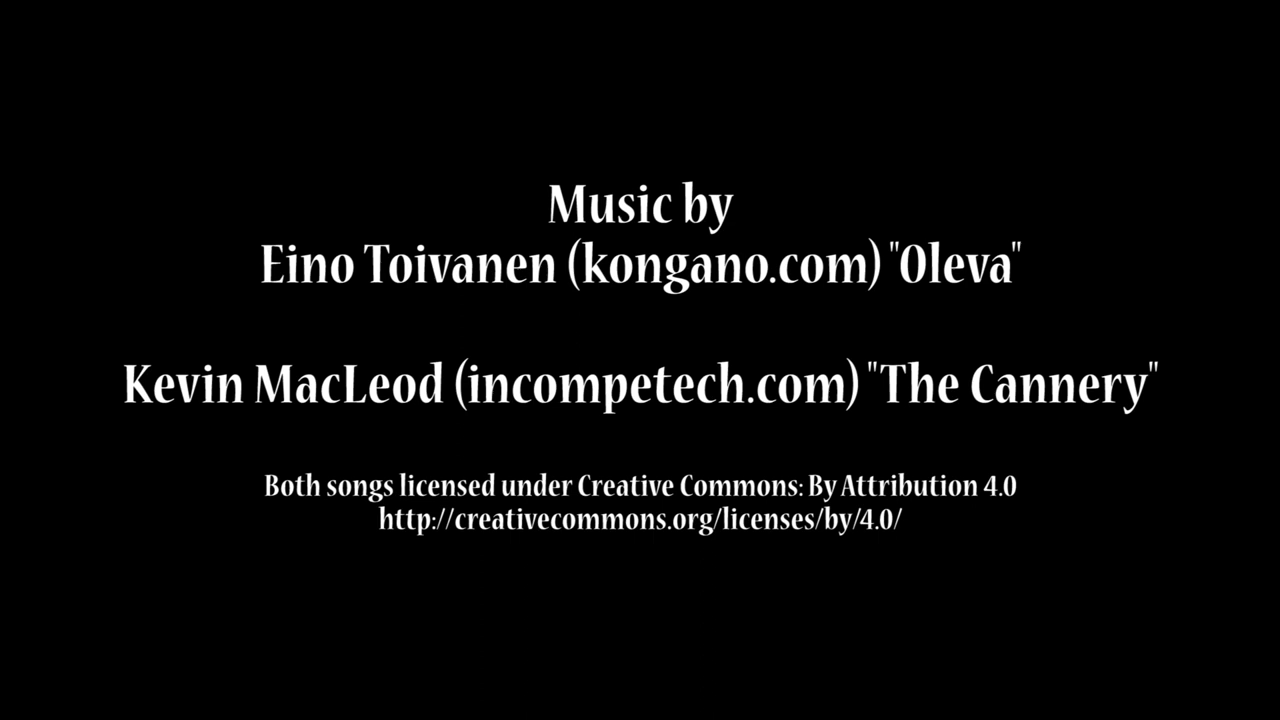 Music by
Eino Toivanen (kongano.com) "Oleva"
Kevin MacLeod (incompetech.com) "The Cannery"
Both songs licensed under Creative Commons: By Attribution 4.0
http://creativecommons.org/licenses/by/4.0/